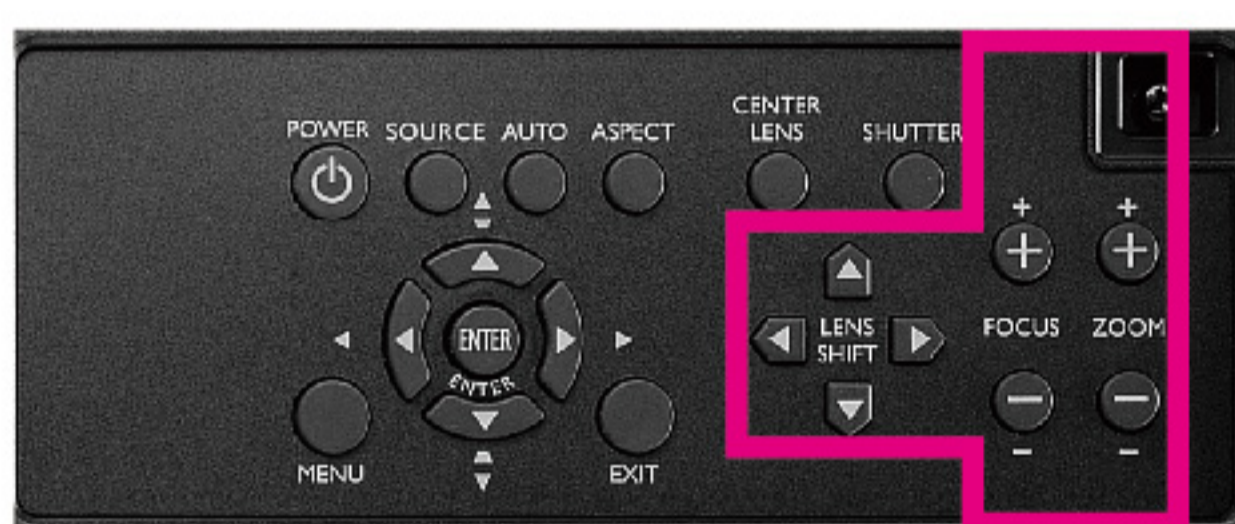 POWER SOURCE AUTO ASPECT
CENTER
LENS
SHUTTER
+ +
+ +
ENTER
ENTER
LENS
SHIFT
FOCUS ZOOM
MENU
EXIT
– –
– –